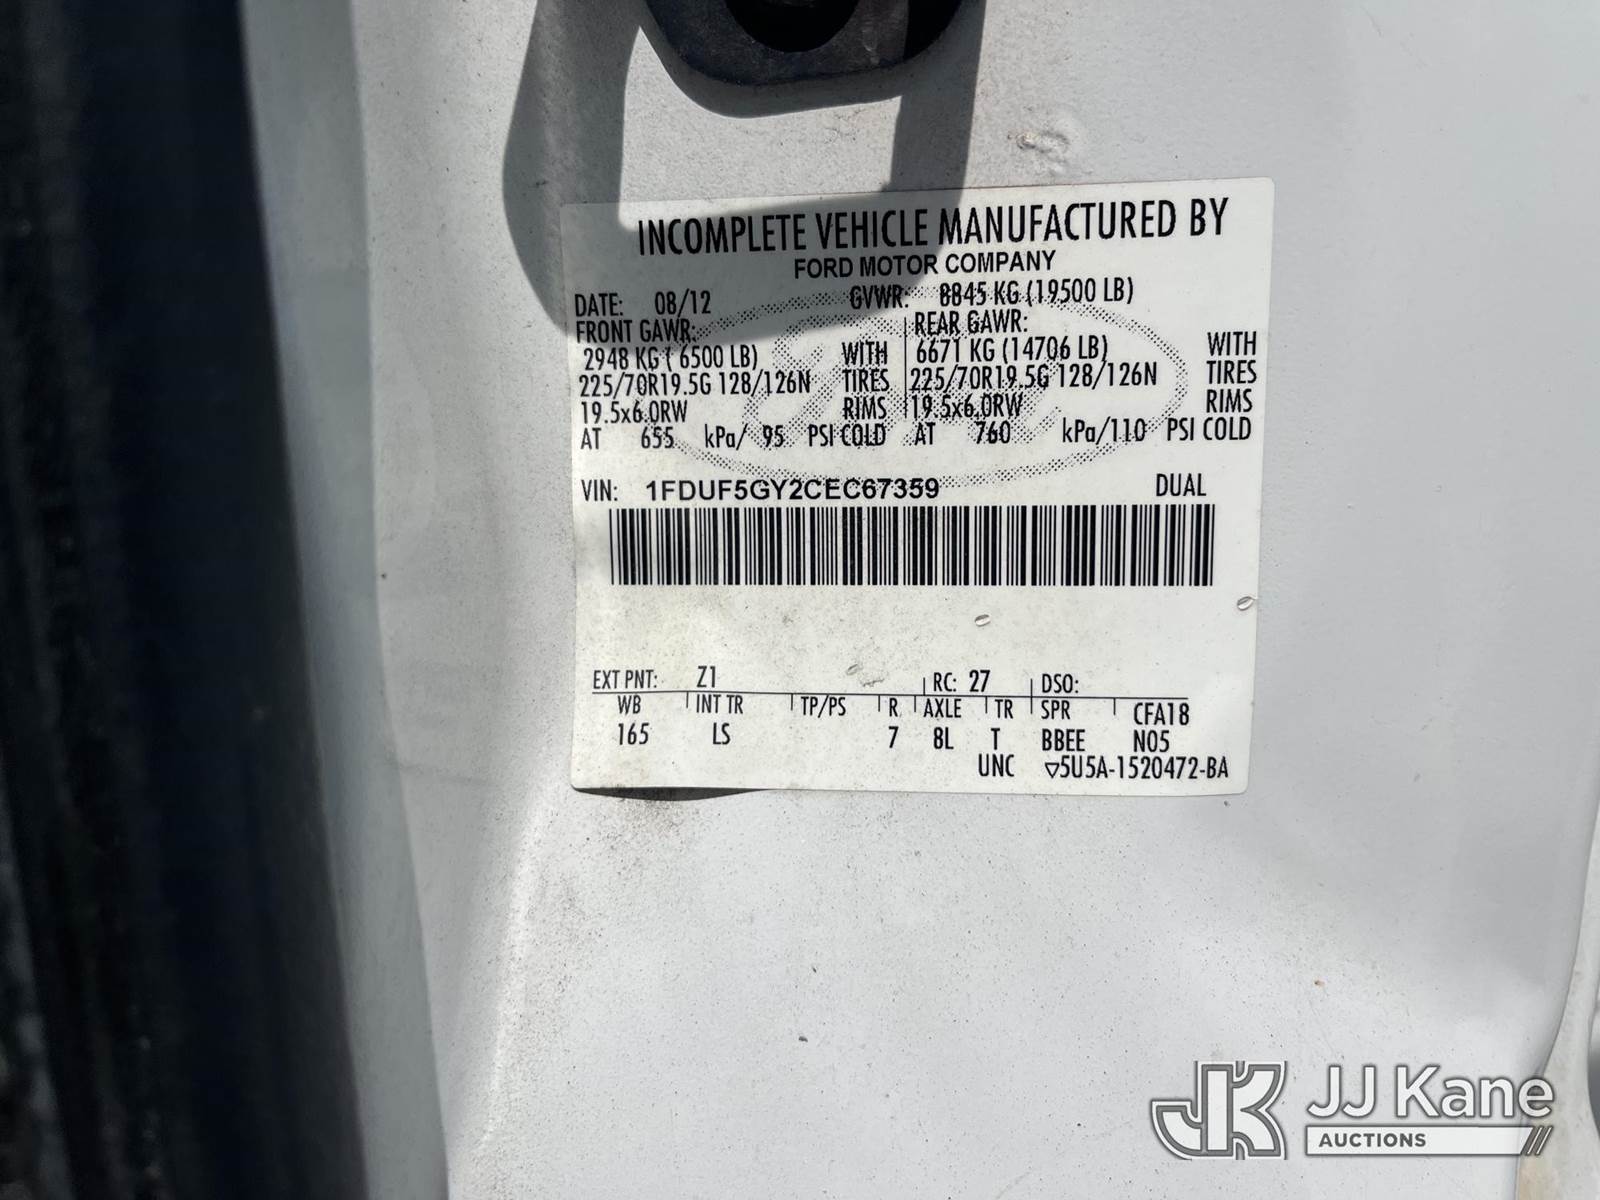 INCOMPLETE VEHICLE MANUFACTURED BY
FORD MOTOR COMPANY
DATE: 08/12 GVWR: 8845 KG (19500 LB)
FRONT GAWR: REAR GAWR:
2948 KG ( 6500 LB) WITH 6671 KG (14706 LB) WITH
225/70R19.5G 128/126N TIRES 225/70R19.5G 128/126N TIRES
19.5x6.0RW RIMS 19.5x6.0RW RIMS
AT 655 kPa/ 95 PSI COLD AT 760 kPa/110 PSI COLD
VIN: 1FDUF5GY2CEC67359 DUAL
EXT PNT: Z1 RC: 27 DSO:
WB INT TR TP/PS R AXLE TR SPR CFA18
165 LS 7 8L T BBEE N05
UNC ▽5U5A-1520472-BA
JK JJ Kane
AUCTIONS